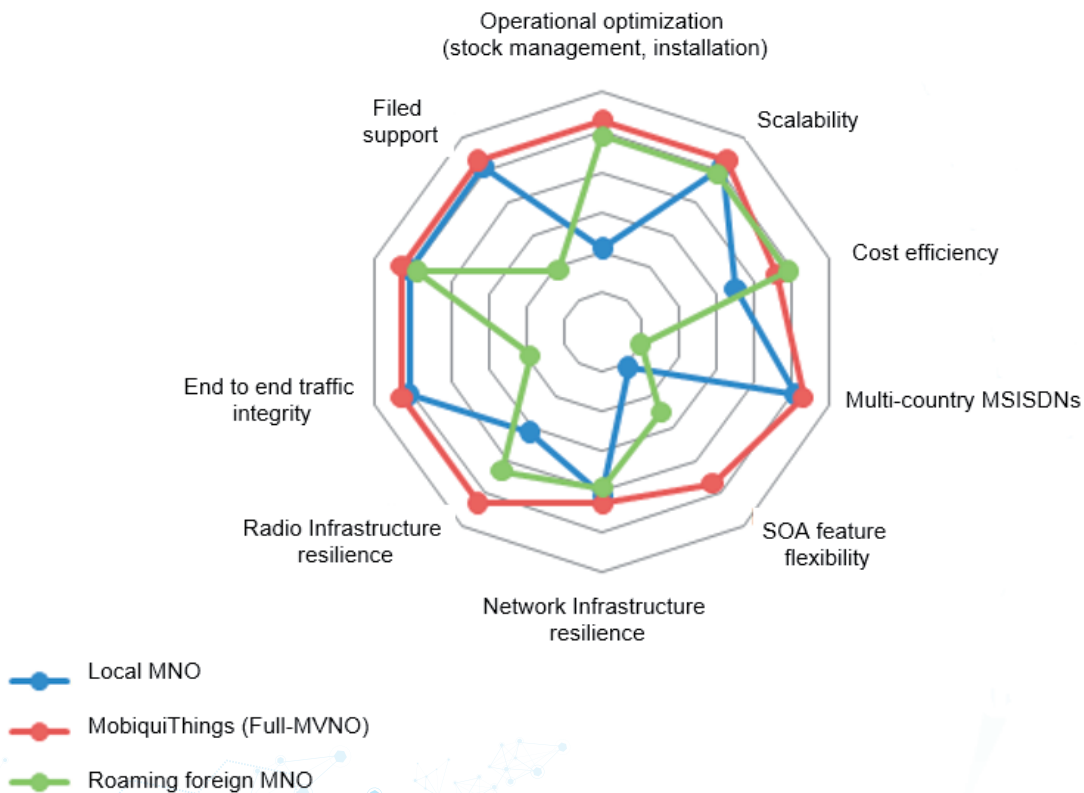 Operational optimization
(stock management, installation)
Filed
support
Scalability
Cost efficiency
End to end traffic
integrity
Multi-country MSISDNs
Radio Infrastructure
resilience
SOA feature
flexibility
Network Infrastructure
resilience
Local MNO
MobiquiThings (Full-MVNO)
Roaming foreign MNO